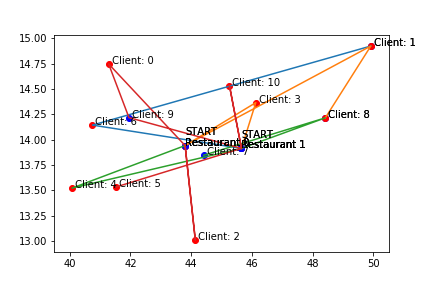 15.00
14.75
14.50
14.25
14.00
13.75
13.50
13.25
13.00
Client: 1
Client: 0
Client: 10
Client: 3
Client: 9
Client: 8
Client:
START
START
Restaurant
Restaurant 1
Client: 7
Client: 4
Client: 5
Client: 2
40
42
44
46
48
50